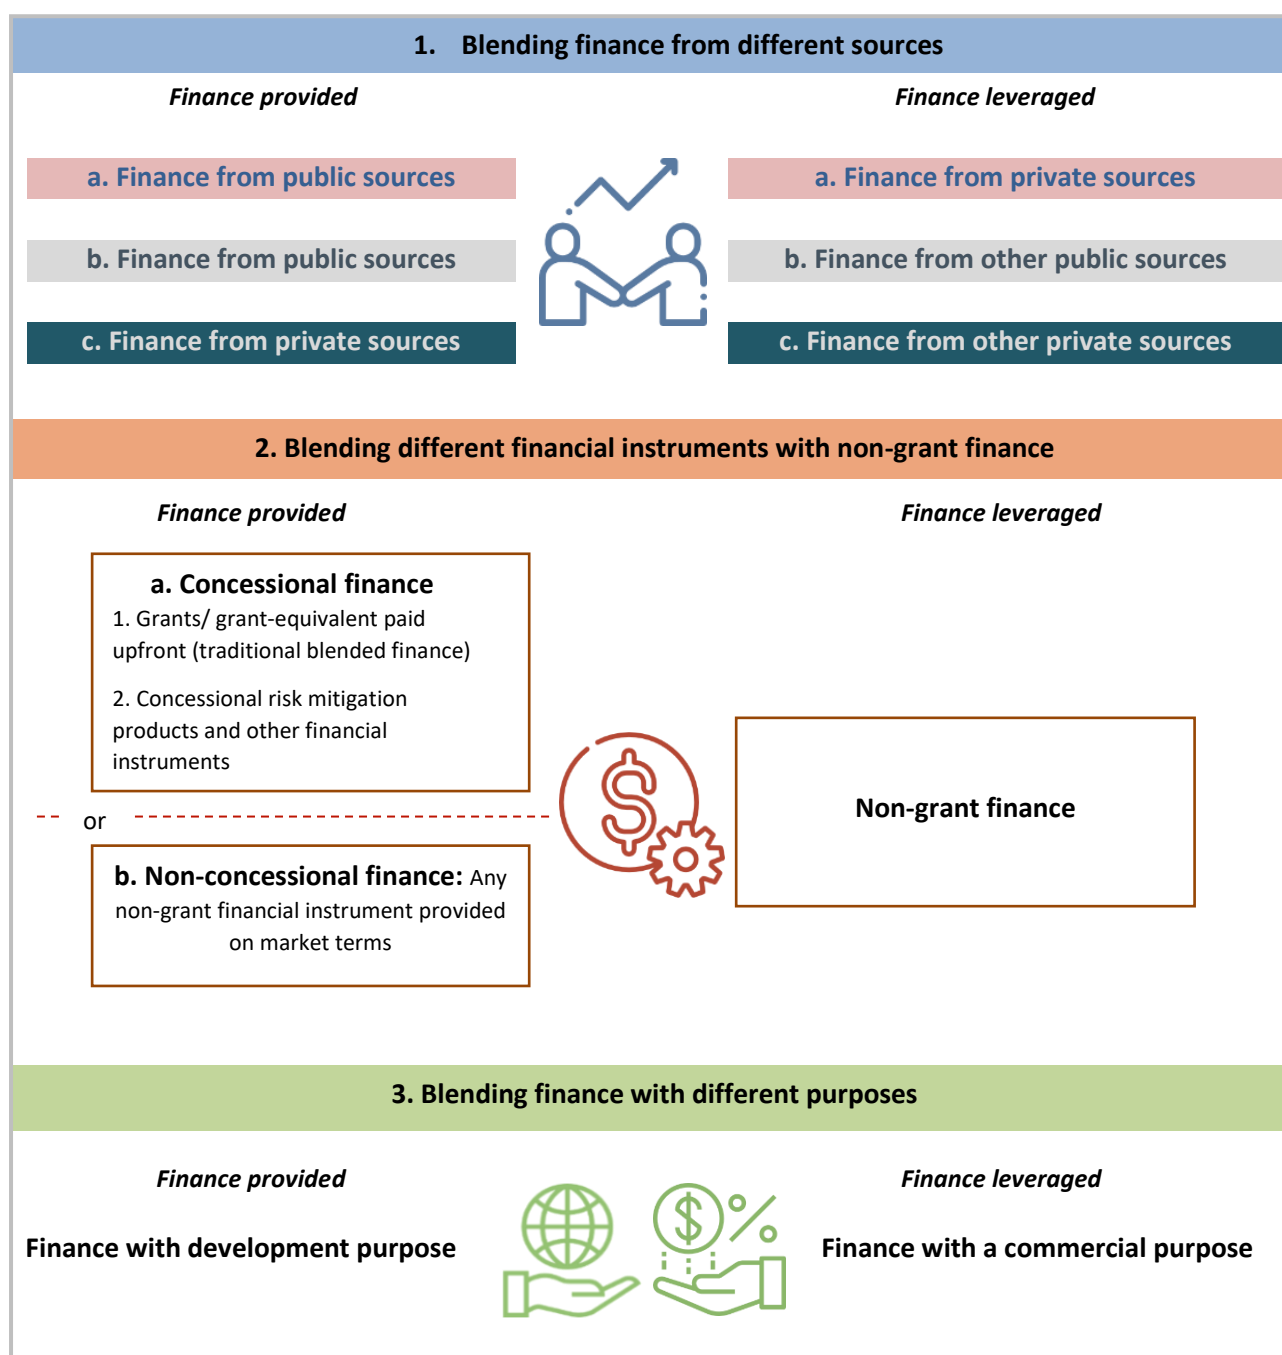 1. Blending finance from different sources
Finance provided
Finance leveraged
a. Finance from public sources
a. Finance from private sources
b. Finance from public sources
b. Finance from other public sources
c. Finance from private sources
c. Finance from other private sources
2. Blending different financial instruments with non-grant finance
Finance provided
Finance leveraged
a. Concessional finance
1. Grants/ grant-equivalent paid
upfront (traditional blended finance)
2. Concessional risk mitigation
products and other financial
instruments
or
b. Non-concessional finance: Any
non-grant financial instrument provided
on market terms
$
Non-grant finance
3. Blending finance with different purposes
Finance provided
Finance leveraged
Finance with development purpose
$ %
Finance with a commercial purpose